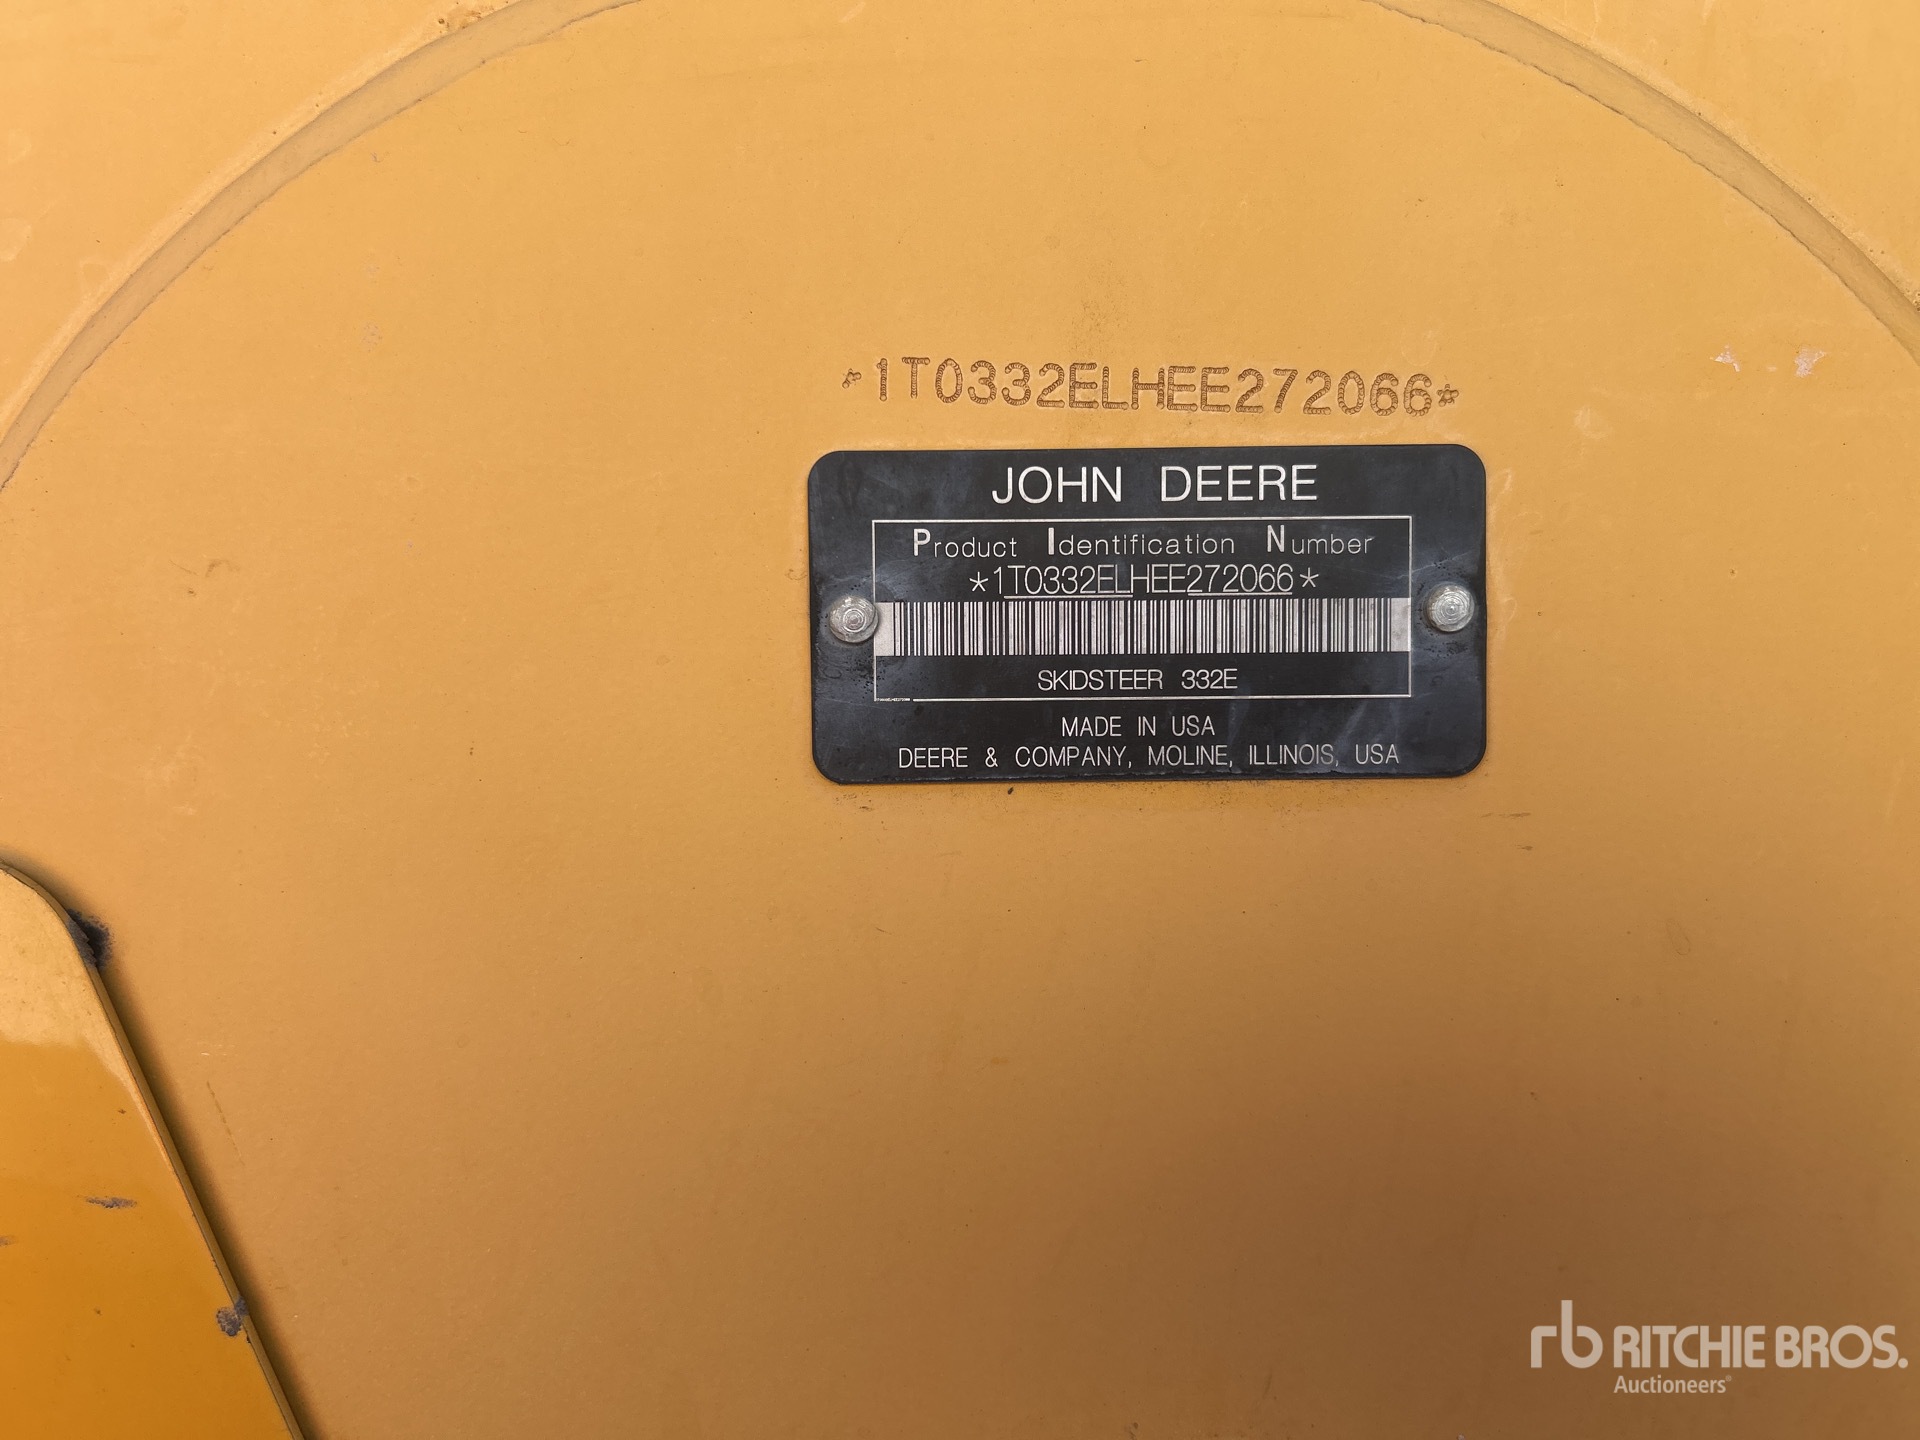 *1T0332ELHEE272066*
JOHN DEERE
Product Identification Number
*1T0332ELHEE272066*
SKIDSTEER 332E
MADE IN USA
DEERE & COMPANY, MOLINE, ILLINOIS, USA
rb RITCHIE BROS.
Auctioneers®